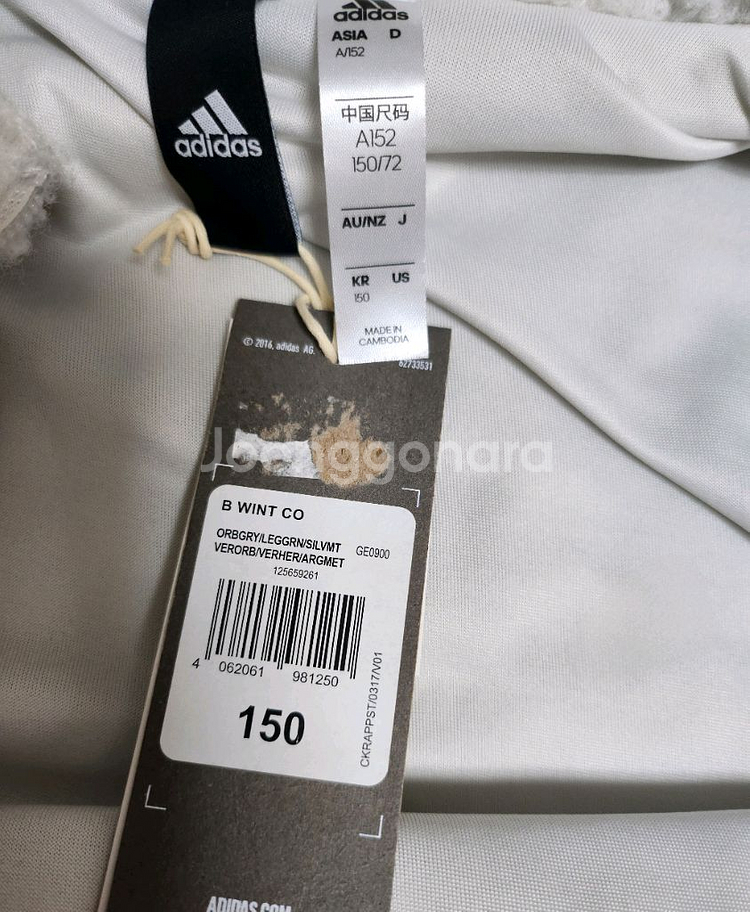 adidas
adidas
ASIA D
A/152
中国尺码
A152
150/72
AU/NZ J
KR US
150
MADE IN
CAMBODIA
© 2016, adidas AG.
62733531
Joonggonara
B WINT CO
ORBGRY/LEGGRN/SILVMT GE0900
VERORB/VERHER/ARGMET
125659261
4 062061 981250
150
CKRAPPST/0317/V01
ADIDAS.COM